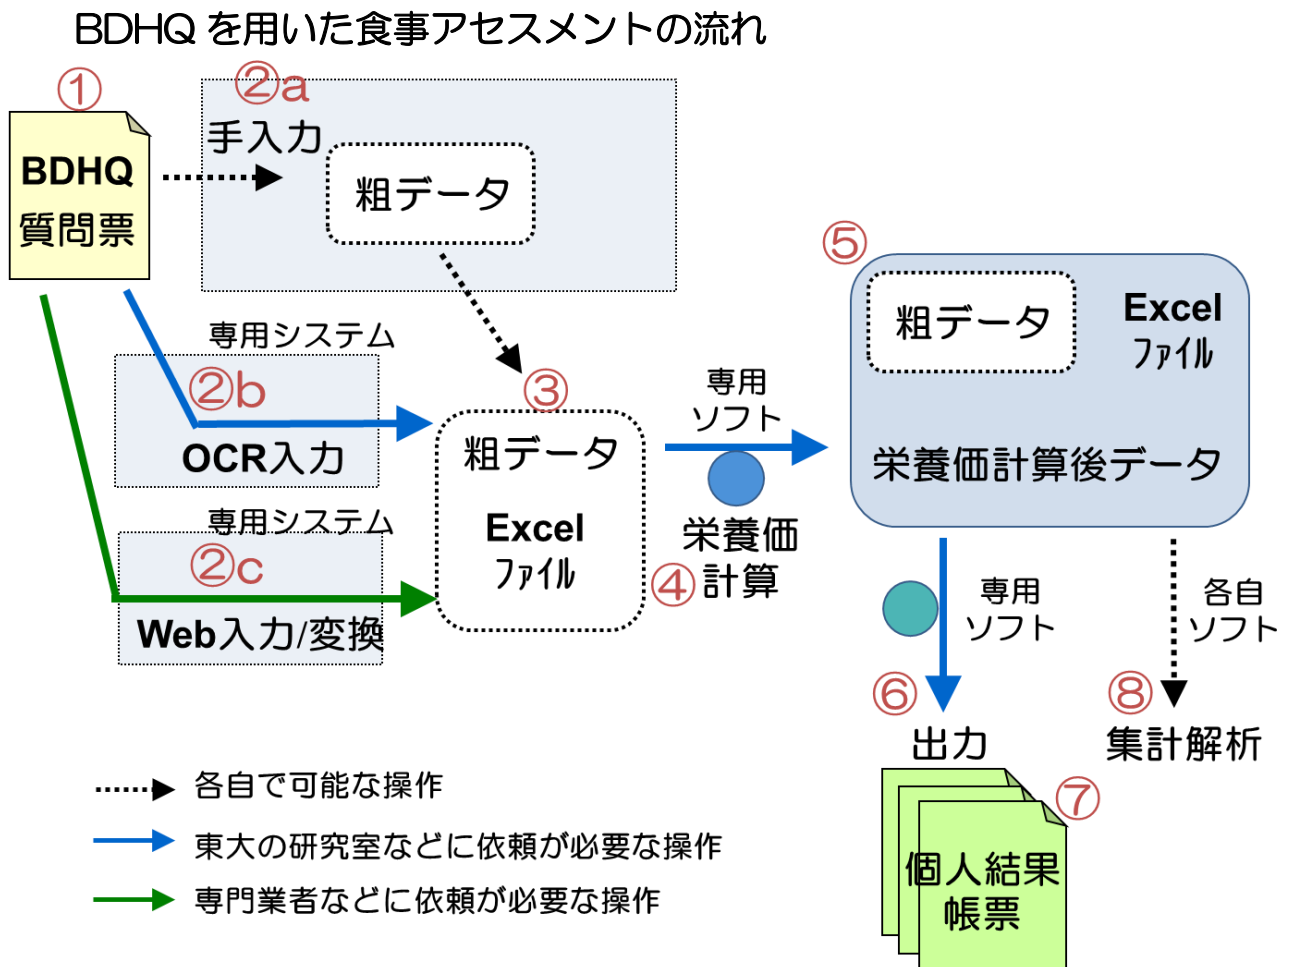 BDHQ を用いた食事アセスメントの流れ
①
BDHQ
質問票
②a
手入力
粗データ
専用システム
②b
OCR入力
専用システム
②c
Web入力/変換
③
粗データ
Excel
ファイル
専用
ソフト
栄養価
④ 計算
⑤
粗データ
Excel
ファイル
栄養価計算後データ
専用
ソフト
各自
ソフト
⑥
出力
⑧
集計解析
⑦
個人結果
帳票
各自で可能な操作
東大の研究室などに依頼が必要な操作
専門業者などに依頼が必要な操作